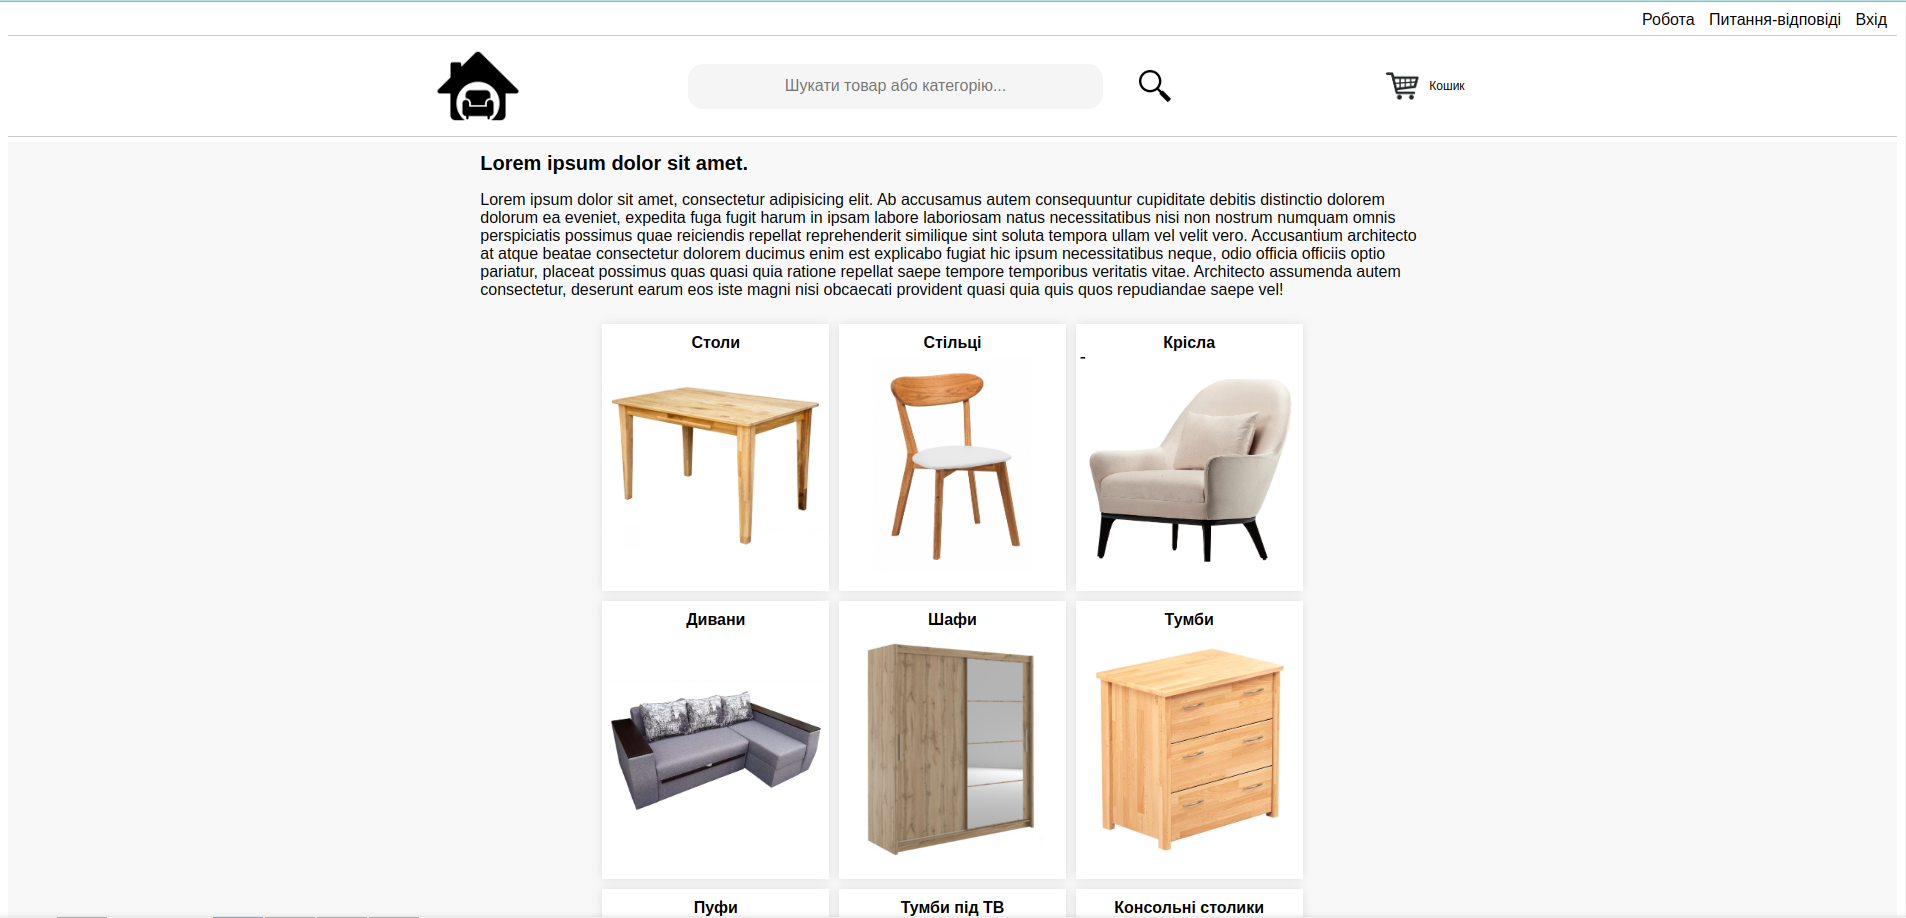 Робота Питання-відповіді Вхід
Шукати товар або категорію...
Кошик
Lorem ipsum dolor sit amet.
Lorem ipsum dolor sit amet, consectetur adipisicing elit. Ab accusamus autem consequuntur cupiditate debitis distinctio dolorem
dolorum ea eveniet, expedita fuga fugit harum in ipsam labore laboriosam natus necessitatibus nisi non nostrum numquam omnis
perspiciatis possimus quae reiciendis repellat reprehenderit similique sint soluta tempora ullam vel velit vero. Accusantium architecto
at atque beatae consectetur dolorem ducimus enim est explicabo fugiat hic ipsum necessitatibus neque, odio officia officiis optio
pariatur, placeat possimus quas quasi quia ratione repellat saepe tempore temporibus veritatis vitae. Architecto assumenda autem
consectetur, deserunt earum eos iste magni nisi obcaecati provident quasi quia quis quos repudiandae saepe vel!
Столи Стільці Крісла
-
Дивани Шафи Тумби
Пуфи Тумби під ТВ Консольні столики